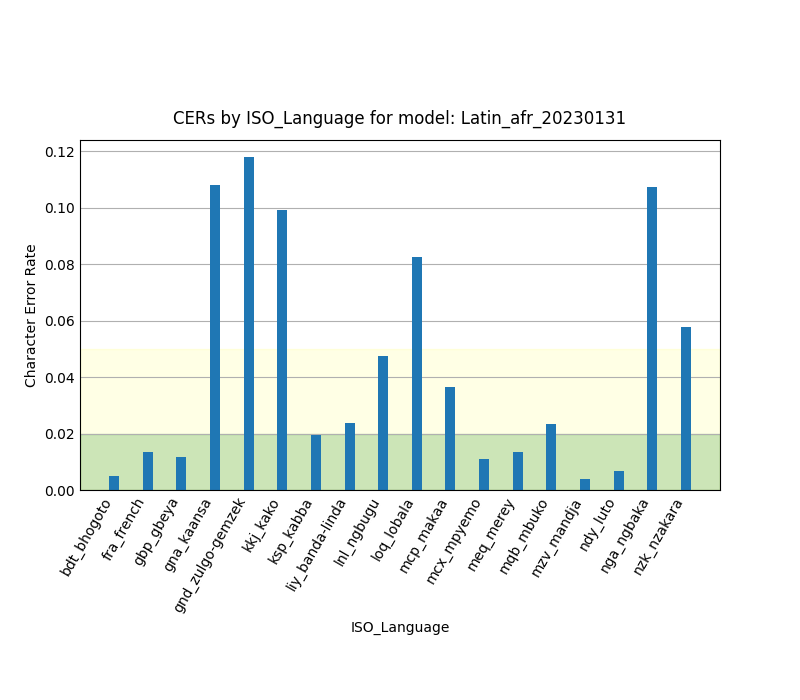 CERs by ISO_Language for model: Latin_afr_20230131
Character Error Rate
0.12
0.10
0.08
0.06
0.04
0.02
0.00
bdt_bhogoto
fra_french
gbp_gbeya
gna_kaansa
gnd_zulgo-gemzek
kkj_kako
ksp_kabba
liy_banda-linda
lnl_ngbugu
loq_lobala
mcp_makaa
mcx_mpyemo
meq_merey
mqb_mbuko
mzv_mandja
ndy_luto
nga_ngbaka
nzk_nzakara
ISO_Language